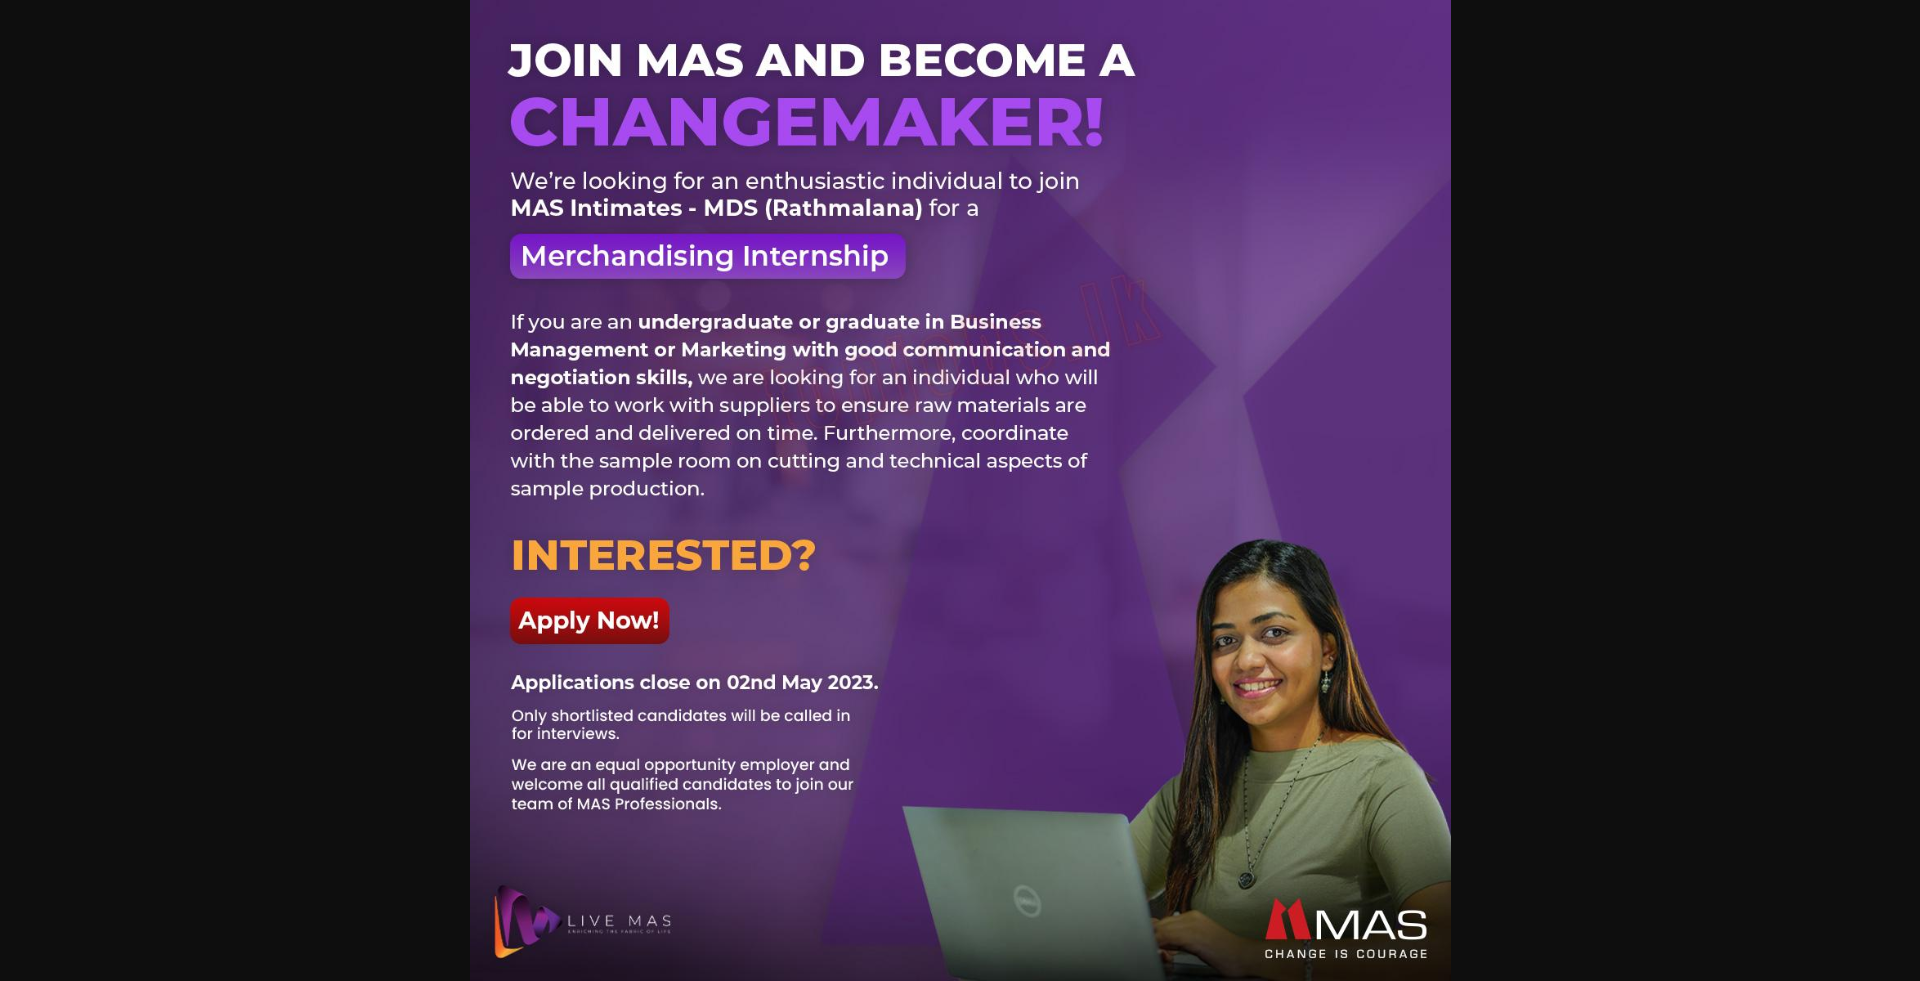 JOIN MAS AND BECOME A
CHANGEMAKER!
We're looking for an enthusiastic individual to join
MAS Intimates - MDS (Rathmalana) for a
Merchandising Internship
If you are an undergraduate or graduate in Business
Management or Marketing with good communication and
negotiation skills, we are looking for an individual who will
be able to work with suppliers to ensure raw materials are
ordered and delivered on time. Furthermore, coordinate
with the sample room on cutting and technical aspects of
sample production.
INTERESTED?
Apply Now!
Applications close on 02nd May 2023.
Only shortlisted candidates will be called in
for interviews.
We are an equal opportunity employer and
welcome all qualified candidates to join our
team of MAS Professionals.
LIVE MAS
ENRICHING THE FABRIC OF LIFE
DELL
MAS
CHANGE IS COURAGE